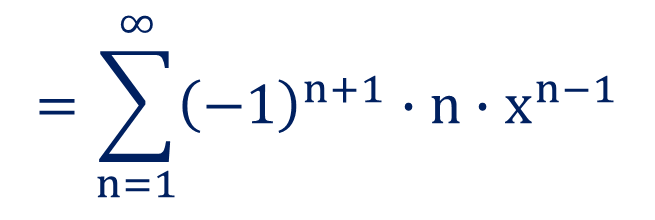 = ∑_{n=1}^{∞} (−1)^{n+1} · n · x^{n−1}